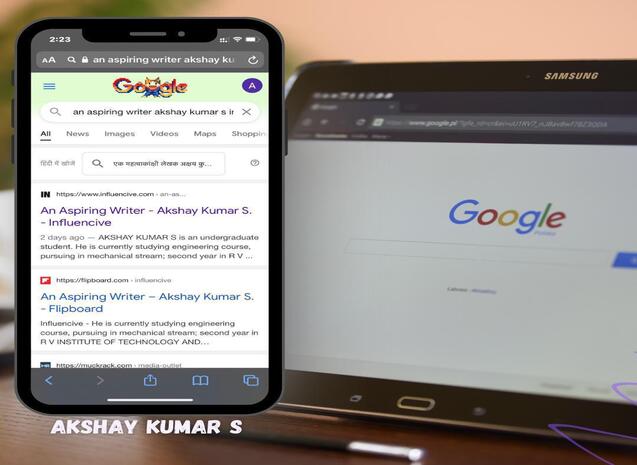 2:23
AA an aspiring writer akshay ku
Google
A
an aspiring writer akshay kumar s
All News Images Videos Maps Shoppin
हिंदी में खोजें एक महत्वाकांक्षी लेखक अक्षय कु...
IN https://www.influencive.com › an-as...
An Aspiring Writer - Akshay Kumar S.
- Influencive
2 days ago — AKSHAY KUMAR S is an undergraduate
student. He is currently studying engineering course,
pursuing in mechanical stream; second year in R V ...
https://flipboard.com › influencive
An Aspiring Writer – Akshay Kumar S.
- Flipboard
Influencive - He is currently studying engineering
course, pursuing in mechanical stream; second year in
R V INSTITUTE OF TECHNOLOGY AND...
https://muckrack.com › media-outlet
AKSHAY KUMAR S
SAMSUNG
Google